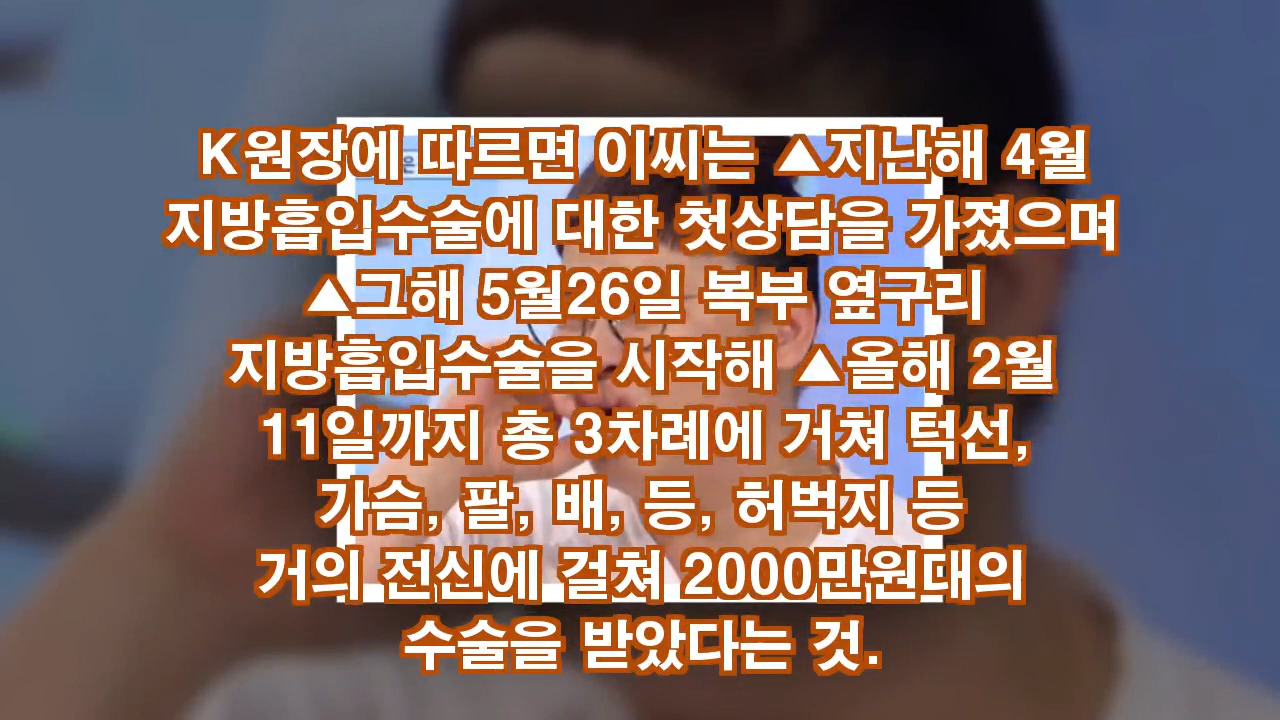 K원장에 따르면 이씨는 ▲지난해 4월
지방흡입수술에 대한 첫상담을 가졌으며
▲그해 5월26일 복부 옆구리
지방흡입수술을 시작해 ▲올해 2월
11일까지 총 3차례에 거쳐 턱선,
가슴, 팔, 배, 등, 허벅지 등
거의 전신에 걸쳐 2000만원대의
수술을 받았다는 것.